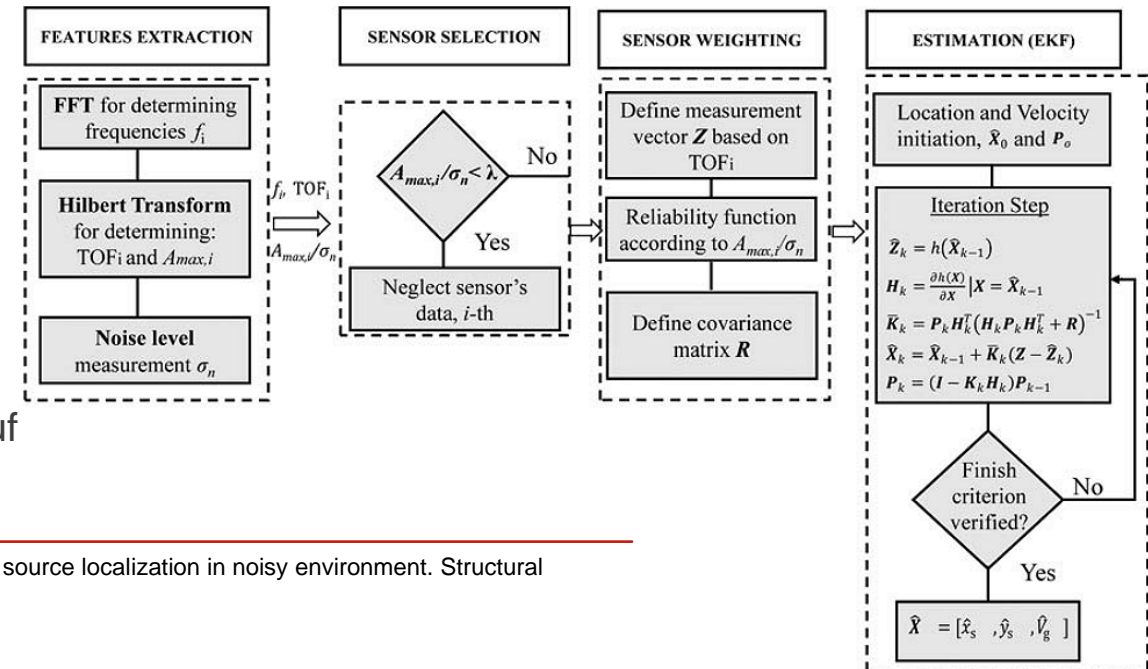 FEATURES EXTRACTION
FFT for determining
frequencies fi
Hilbert Transform
for determining:
TOFi and Amax,i
Noise level
measurement σn
fi, TOFi
Amax,i/σn
SENSOR SELECTION
Amax,i/σn < λ
No
Yes
Neglect sensor's
data, i-th
SENSOR WEIGHTING
Define measurement
vector Z based on
TOFi
Reliability function
according to Amax,i/σn
Define covariance
matrix R
ESTIMATION (EKF)
Location and Velocity
initiation, X̂0 and Po
Iteration Step
Ẑk = h(X̂k−1)
Hk = ∂h(X)/∂X |X = X̂k−1
K̄k = PkHkᵀ(HkPkHkᵀ + R)⁻¹
X̂k = X̂k−1 + K̄k(Z − Ẑk)
Pk = (I − KkHk)Pk−1
Finish
criterion
verified?
No
Yes
X̂ = [x̂s , ŷs , V̂g ]
uf
source localization in noisy environment. Structural